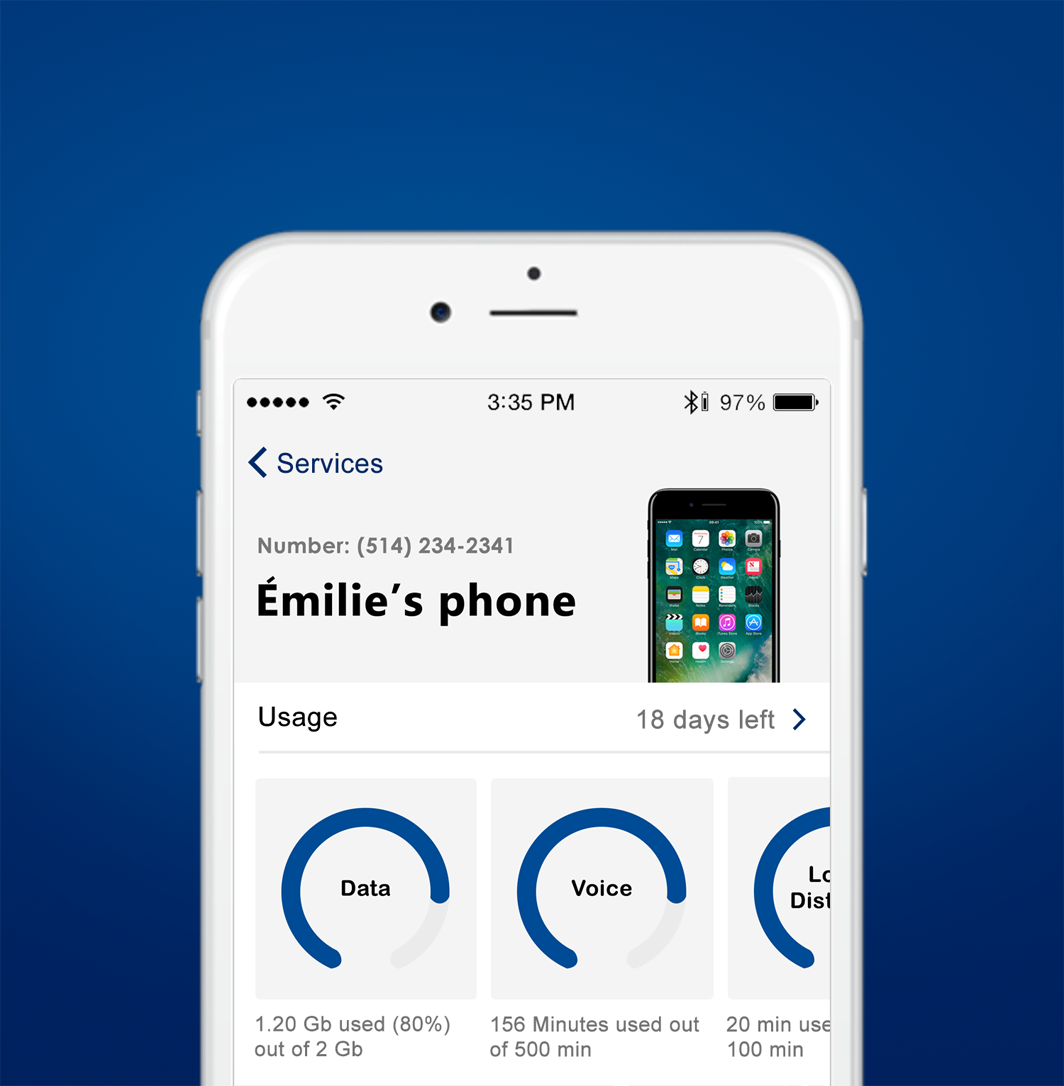 3:35 PM
97%
Services
Number: (514) 234-2341
Émilie’s phone
Usage
18 days left
Data
Voice
Lo
Dist
1.20 Gb used (80%)
out of 2 Gb
156 Minutes used out
of 500 min
20 min use
100 min